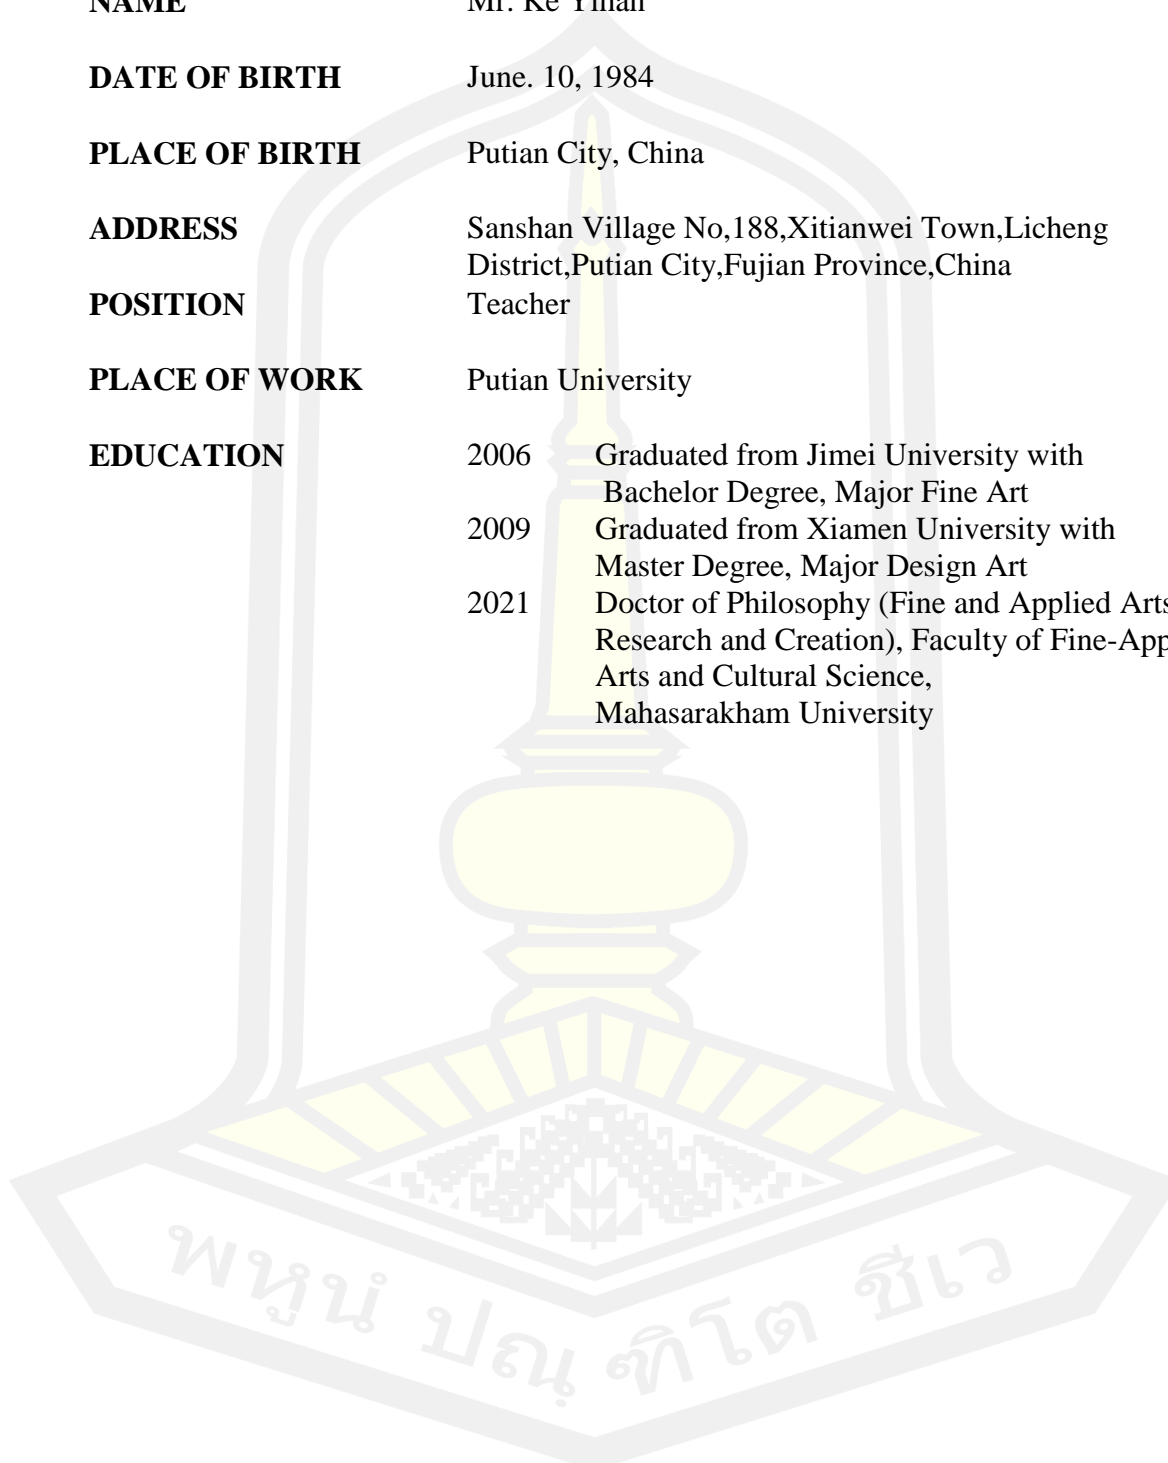 NAME Mr. Ke Yinan
DATE OF BIRTH June. 10, 1984
PLACE OF BIRTH Putian City, China
ADDRESS Sanshan Village No,188,Xitianwei Town,Licheng
District,Putian City,Fujian Province,China
POSITION Teacher
PLACE OF WORK Putian University
EDUCATION 2006 Graduated from Jimei University with
Bachelor Degree, Major Fine Art
2009 Graduated from Xiamen University with
Master Degree, Major Design Art
2021 Doctor of Philosophy (Fine and Applied Arts
Research and Creation), Faculty of Fine-App
Arts and Cultural Science,
Mahasarakham University
พหูนํ ปณฺฑิโต ชีเว